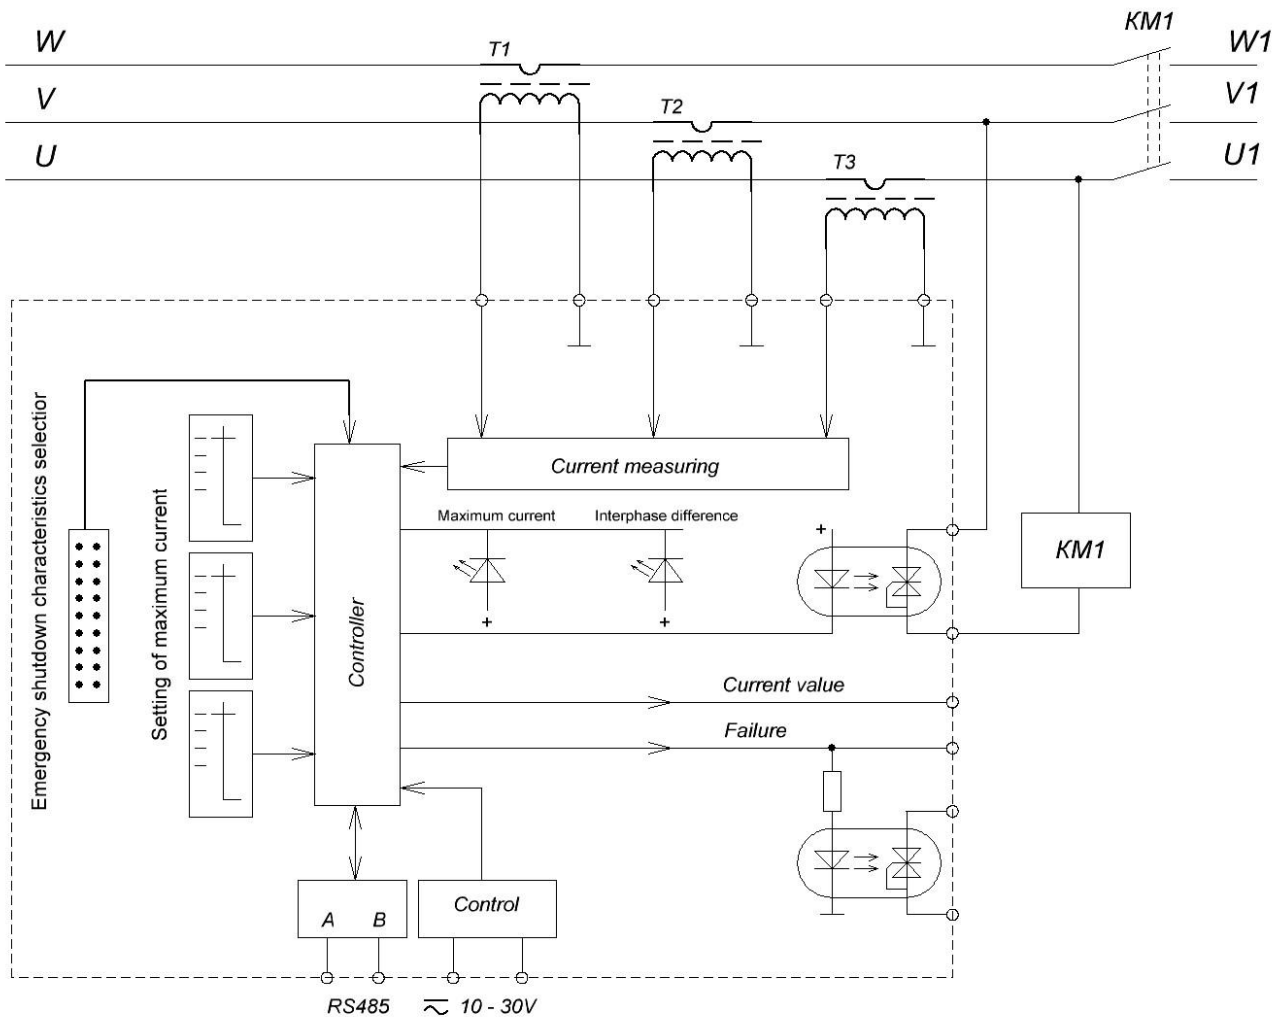 KM1
W
W1
T1
V
V1
T2
U
U1
T3
Emergency shutdown characteristics selectior
Setting of maximum current
Current measuring
Maximum current
Interphase difference
+
KM1
Controller
+
+
Current value
Failure
Control
A
B
RS485
10 - 30V